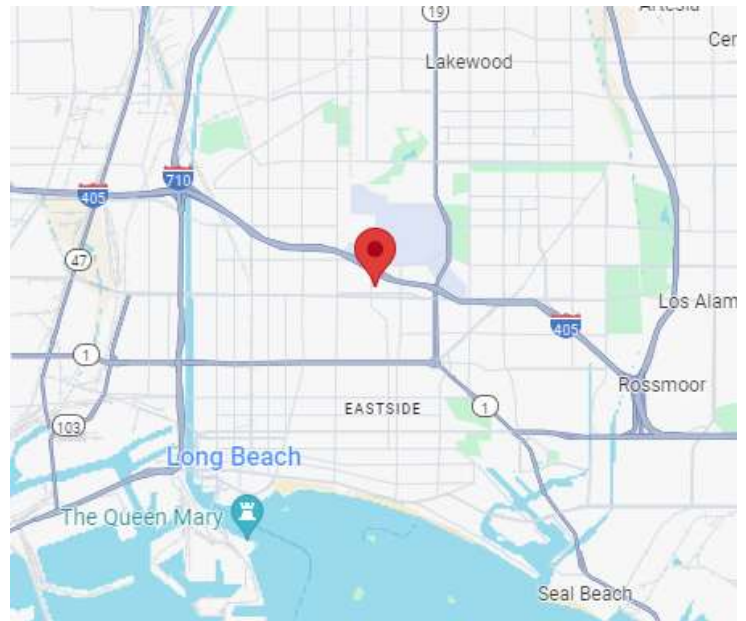 19
Lakewood
710
405
47
Los Alam
405
1
Rossmoor
EASTSIDE
1
103
Long Beach
The Queen Mary
Seal Beach